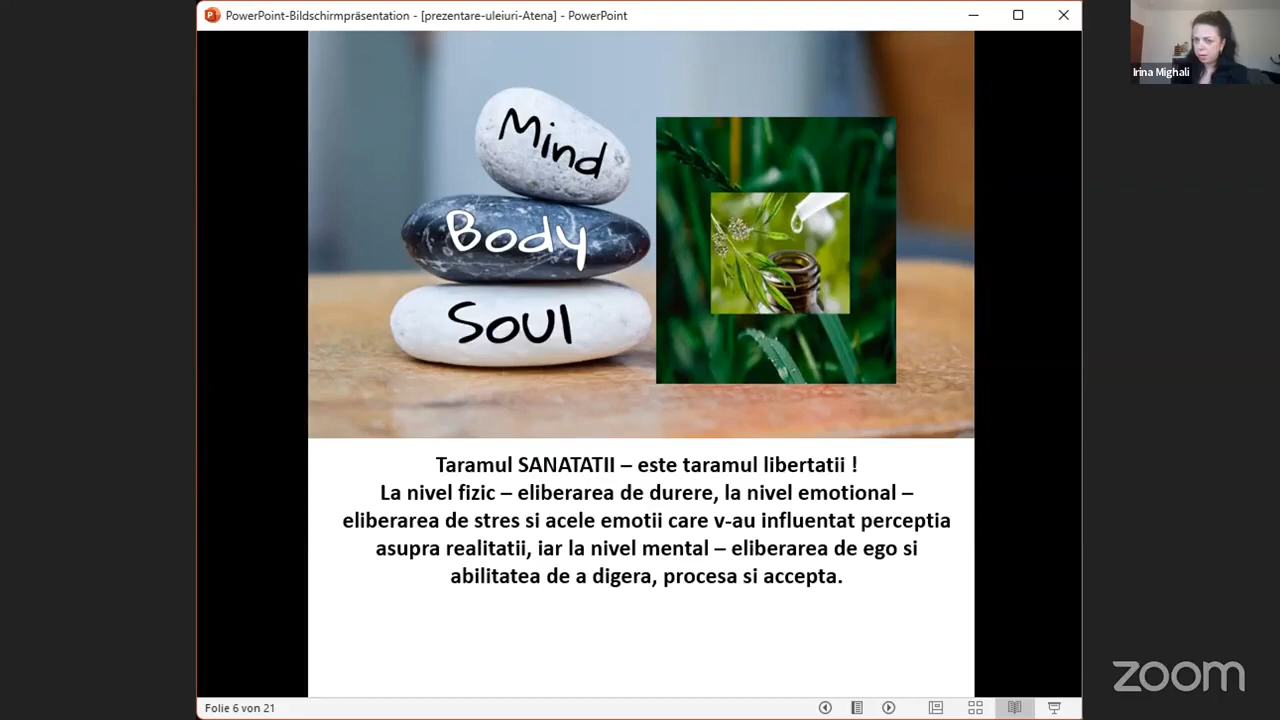 PowerPoint-Bildschirmpräsentation - [prezentare-uleiuri-Atena] - PowerPoint
Irina Mighali
Mind
Body
Soul
Taramul SANATATII – este taramul libertatii !
La nivel fizic – eliberarea de durere, la nivel emotional –
eliberarea de stres si acele emotii care v-au influentat perceptia
asupra realitatii, iar la nivel mental – eliberarea de ego si
abilitatea de a digera, procesa si accepta.
zoom
Folie 6 von 21